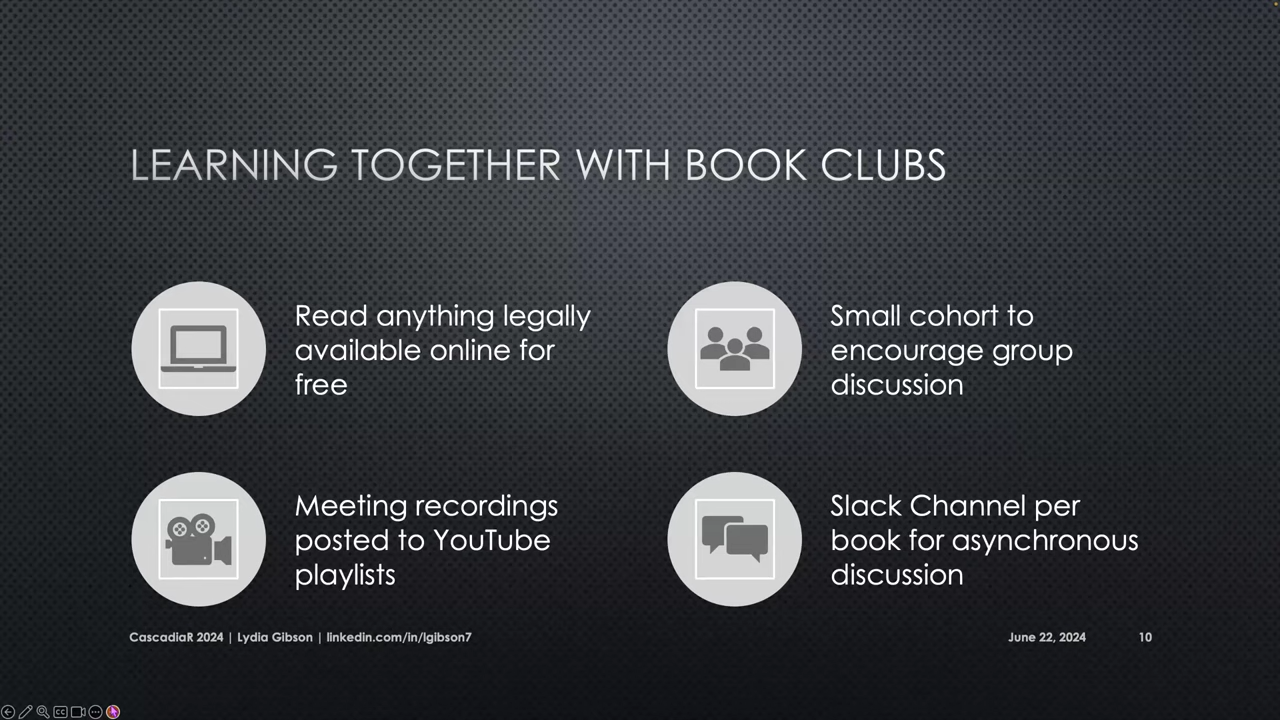 LEARNING TOGETHER WITH BOOK CLUBS
Read anything legally
available online for
free
Small cohort to
encourage group
discussion
Meeting recordings
posted to YouTube
playlists
Slack Channel per
book for asynchronous
discussion
CascadiaR 2024 | Lydia Gibson | linkedin.com/in/lgibson7
June 22, 2024
10
CC